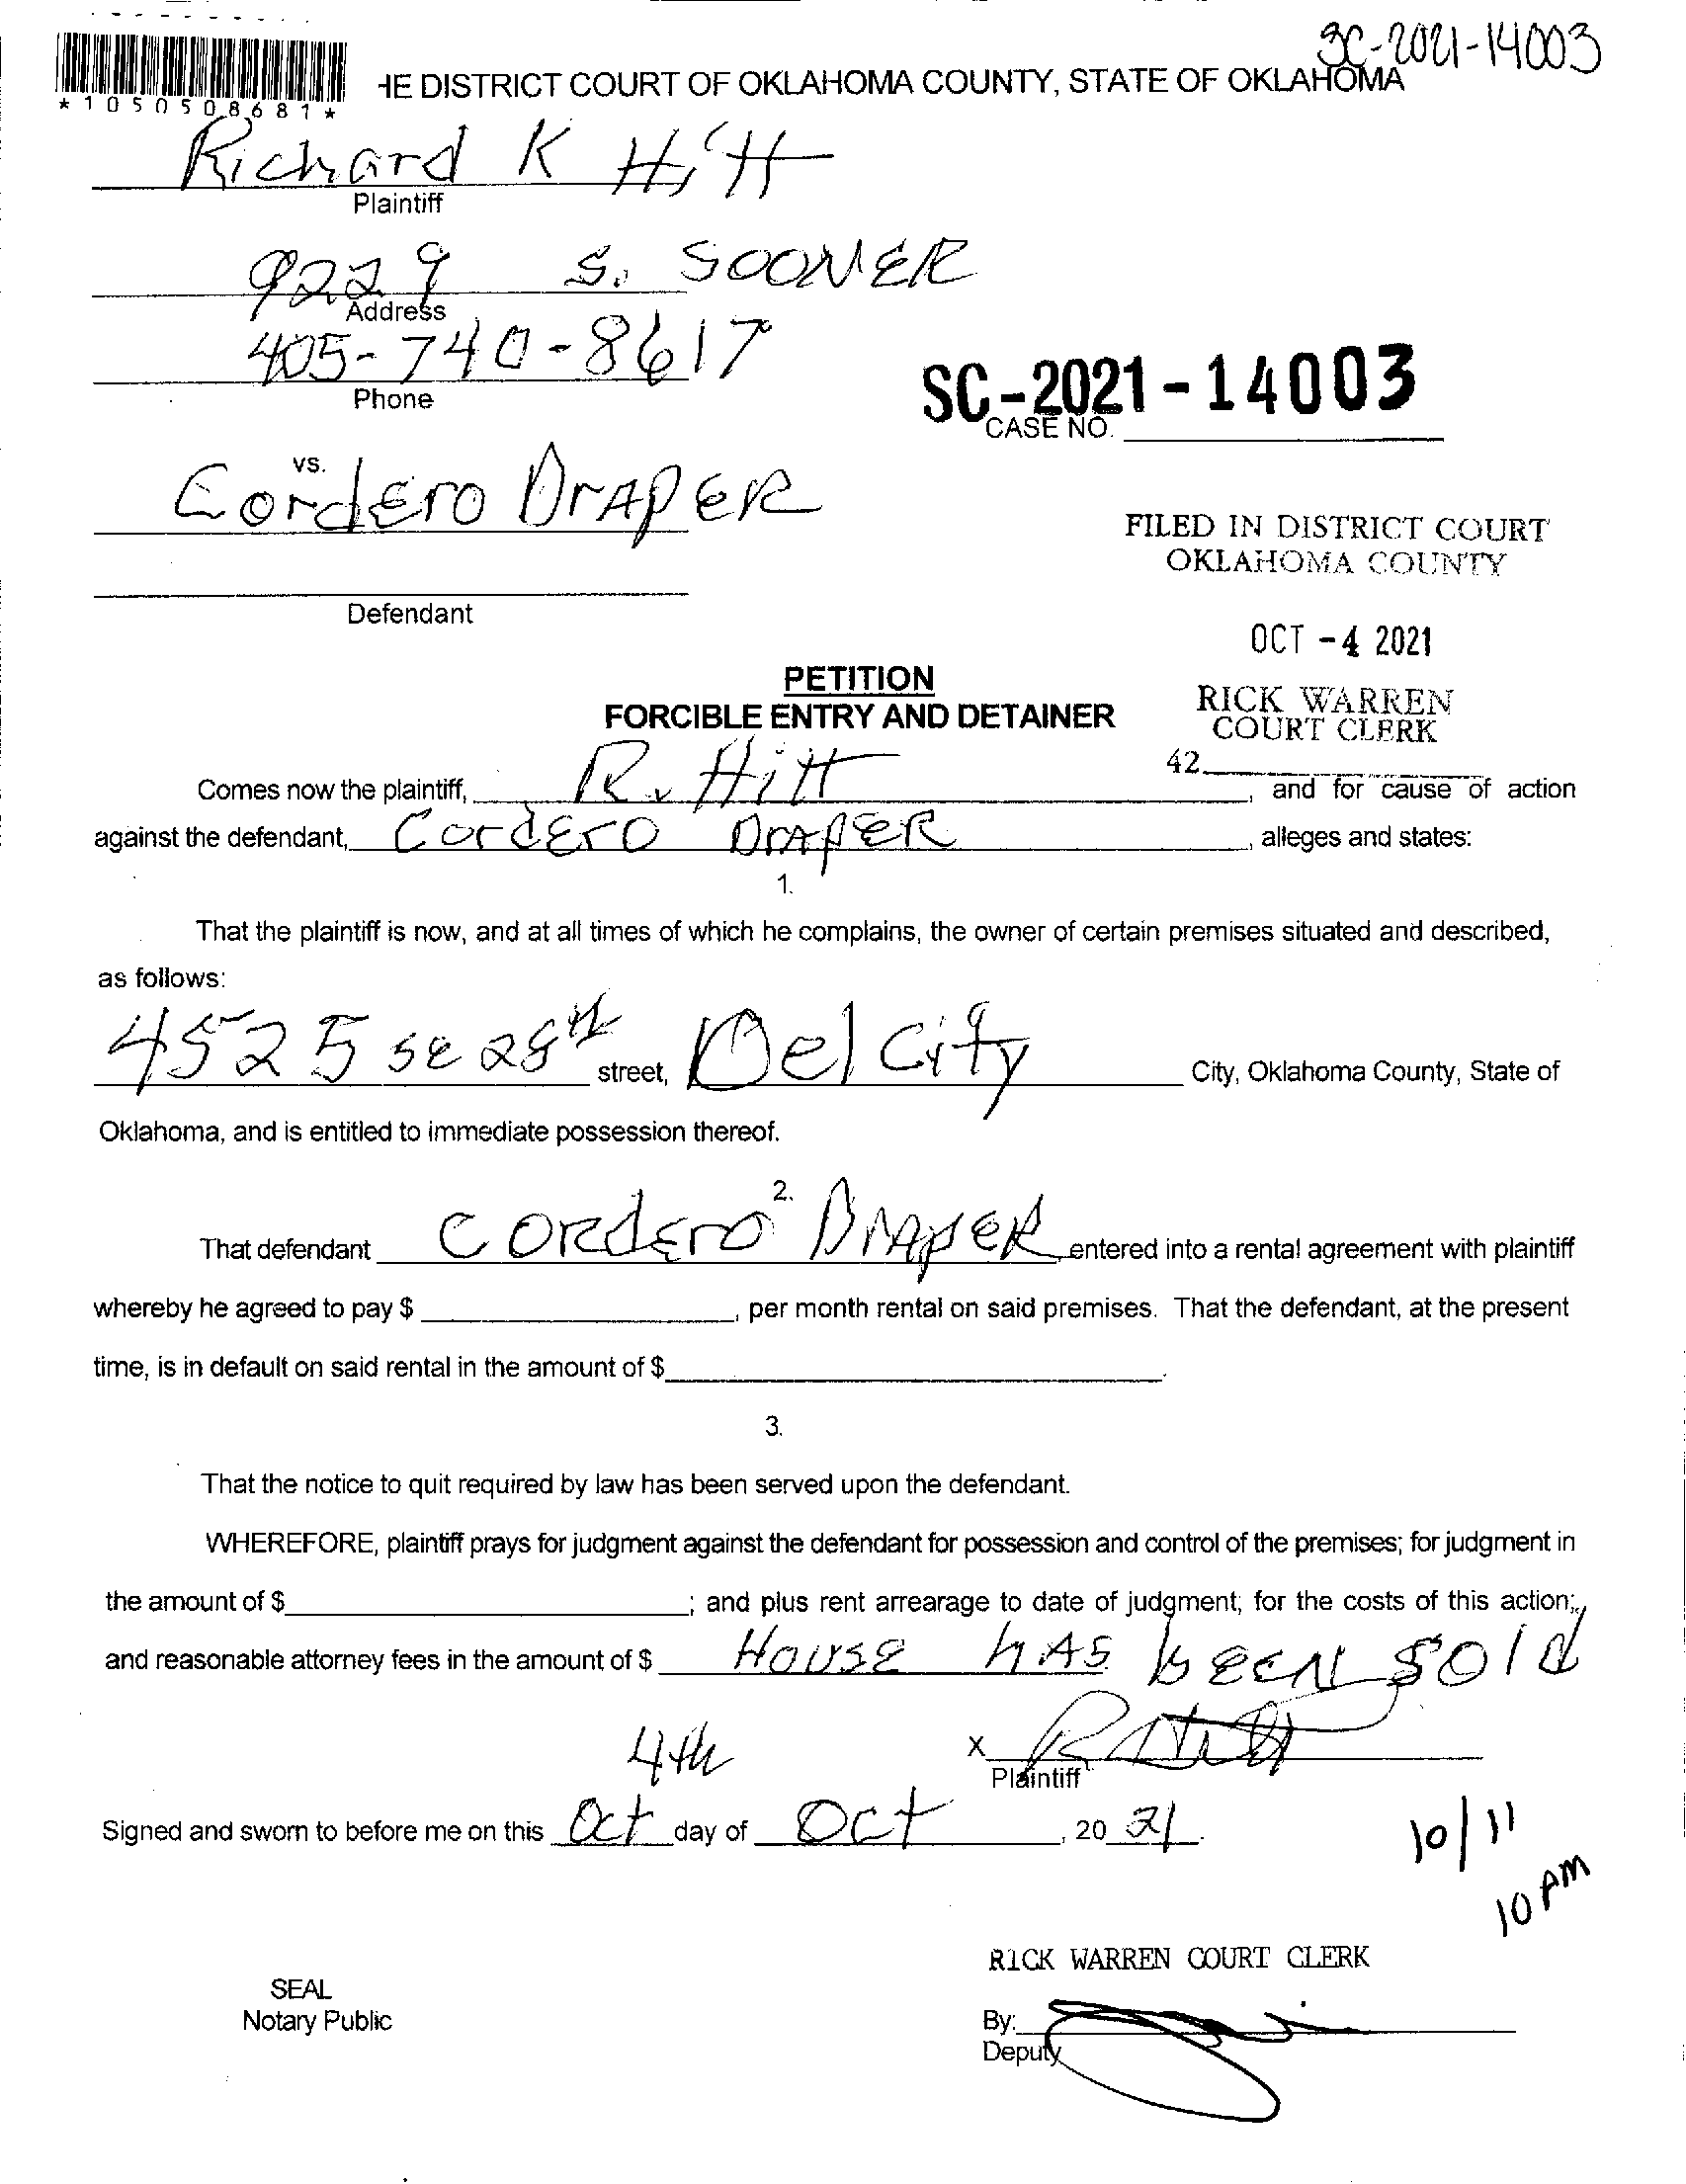 SC-2021-14003
HE DISTRICT COURT OF OKLAHOMA COUNTY, STATE OF OKLAHOMA
*1050508681*
Richard K Hitt
Plaintiff
9229 S. SOONER
Address
405-740-8617
Phone
SC-2021-14003
CASE NO.
vs.
Cordero Draper
FILED IN DISTRICT COURT
OKLAHOMA COUNTY
Defendant
OCT -4 2021
PETITION
FORCIBLE ENTRY AND DETAINER
RICK WARREN
COURT CLERK
42
Comes now the plaintiff, R. Hitt, and for cause of action
against the defendant, Cordero Draper, alleges and states:
1.
That the plaintiff is now, and at all times of which he complains, the owner of certain premises situated and described,
as follows:
4525 SE 28th street, Del City City, Oklahoma County, State of
Oklahoma, and is entitled to immediate possession thereof.
2.
That defendant Cordero Draper, entered into a rental agreement with plaintiff
whereby he agreed to pay $, per month rental on said premises. That the defendant, at the present
time, is in default on said rental in the amount of $.
3.
That the notice to quit required by law has been served upon the defendant.
WHEREFORE, plaintiff prays for judgment against the defendant for possession and control of the premises; for judgment in
the amount of $; and plus rent arrearage to date of judgment; for the costs of this action;
and reasonable attorney fees in the amount of $ House has been sold
4th
X R Hitt
Plaintiff
Signed and sworn to before me on this Oct day of Oct, 20 21.
10/11
10 AM
RICK WARREN COURT CLERK
SEAL
Notary Public
By:
Deputy